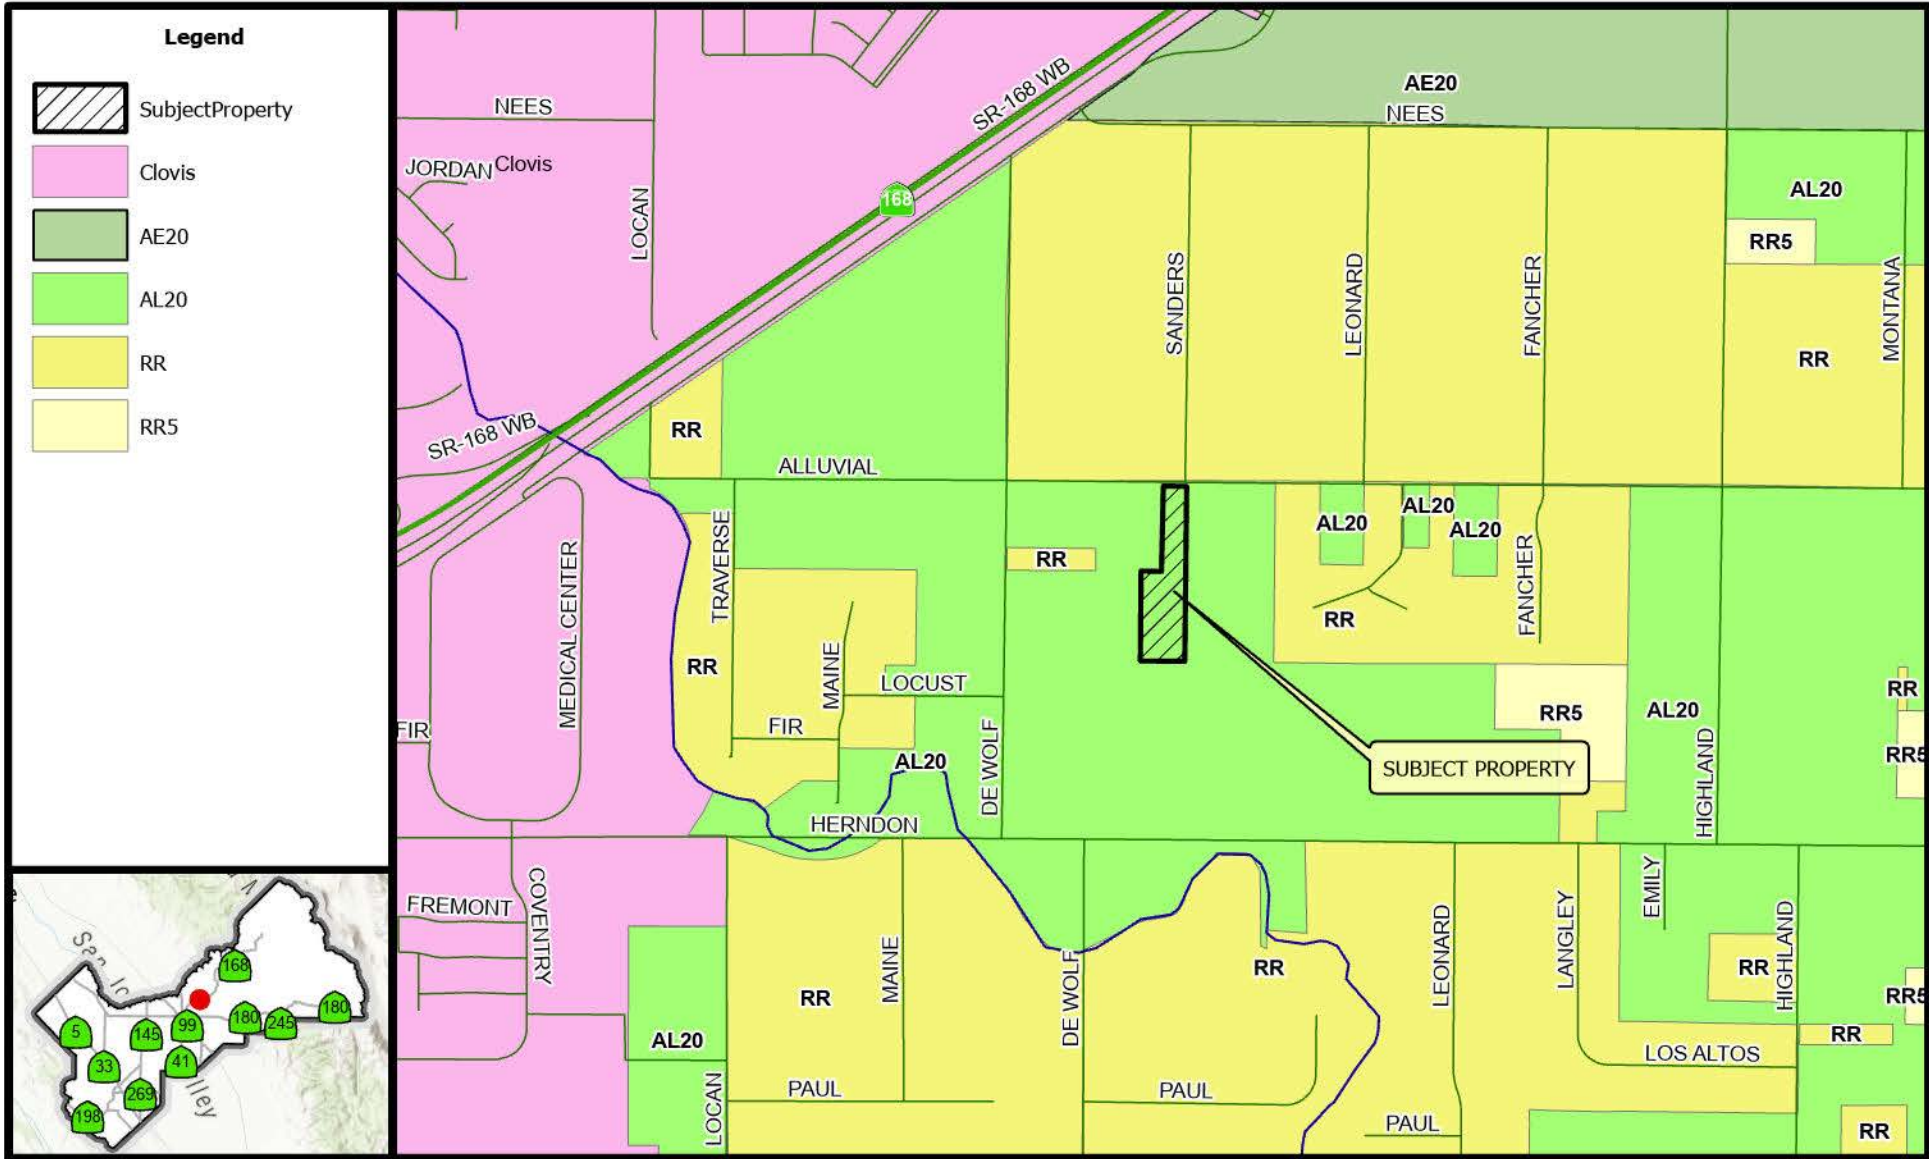 Legend
SubjectProperty
Clovis
AE20
AL20
RR
RR5
168
5
145
99
180
245
180
33
41
269
198
San Jo
lley
NEES
JORDAN
Clovis
LOCAN
SR-168 WB
168
AE20
NEES
AL20
RR5
SANDERS
LEONARD
FANCHER
MONTANA
RR
SR-168 WB
RR
ALLUVIAL
TRAVERSE
MEDICAL CENTER
RR
AL20
AL20
AL20
FANCHER
RR
RR
MAINE
LOCUST
FIR
FIR
AL20
DE WOLF
RR5
AL20
RR
RR5
HIGHLAND
SUBJECT PROPERTY
HERNDON
FREMONT
COVENTRY
MAINE
RR
DE WOLF
RR
LEONARD
LANGLEY
EMILY
RR
HIGHLAND
RR5
AL20
RR
LOS ALTOS
LOCAN
PAUL
PAUL
PAUL
RR